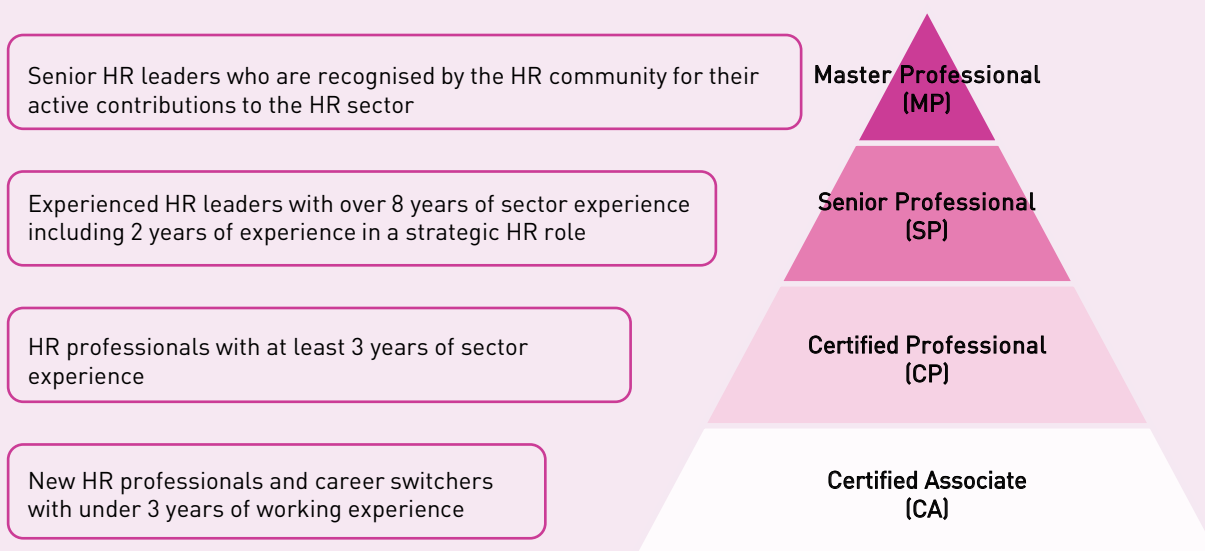 Senior HR leaders who are recognised by the HR community for their
active contributions to the HR sector
Master Professional
(MP)
Experienced HR leaders with over 8 years of sector experience
including 2 years of experience in a strategic HR role
Senior Professional
(SP)
HR professionals with at least 3 years of sector
experience
Certified Professional
(CP)
New HR professionals and career switchers
with under 3 years of working experience
Certified Associate
(CA)